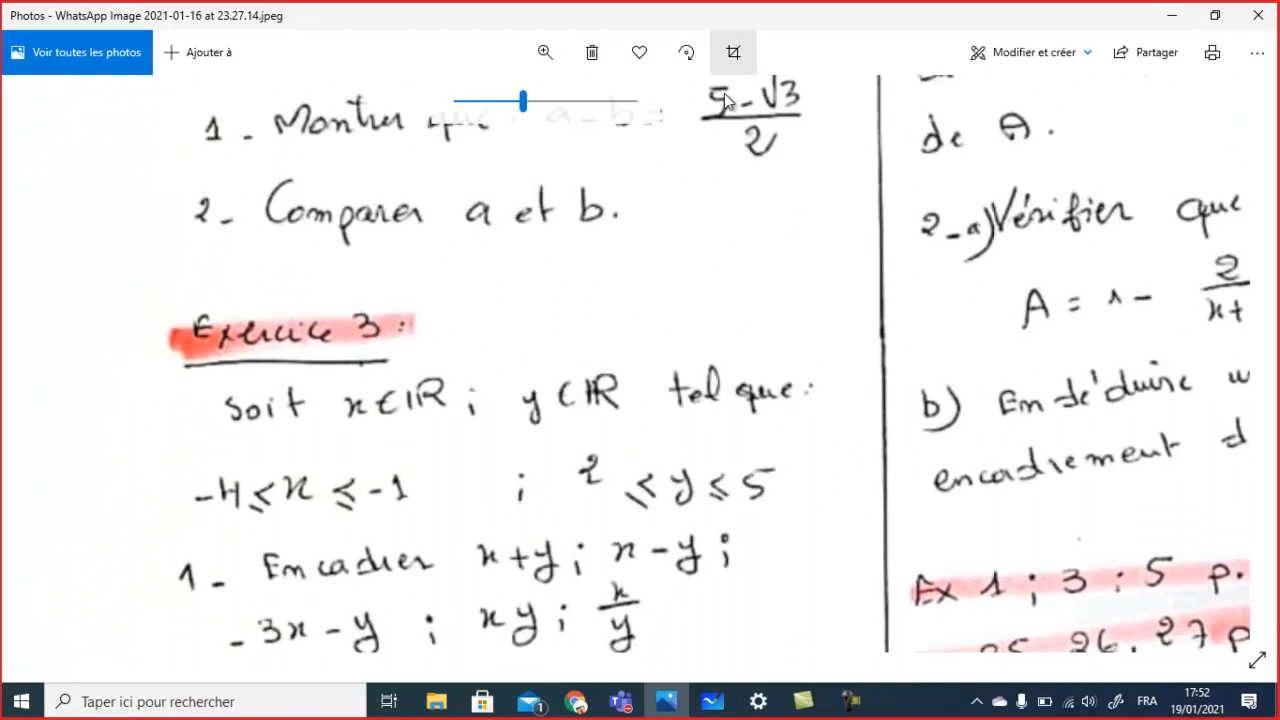 Photos - WhatsApp Image 2021-01-16 at 23.27.14.jpeg
Voir toutes les photos
Ajouter à
Modifier et créer
Partager
1 - Montrer que : a - b = (5 - √3)/2
2 - Comparer a et b.
Exercice 3 :
soit x ∈ ℝ ; y ∈ ℝ tel que :
-4 ⩽ x ⩽ -1 ; 2 ⩽ y ⩽ 5
1 - Encadrer x+y ; x - y ;
- 3x - y ; xy ; x/y
de A.
2 - a) Vérifier que
A = 1 - 2/x+
b) En déduire
encadrement d
Ex 1 ; 3 ; 5 p.
26. 27 p
Taper ici pour rechercher
1
FRA
17:52
19/01/2021